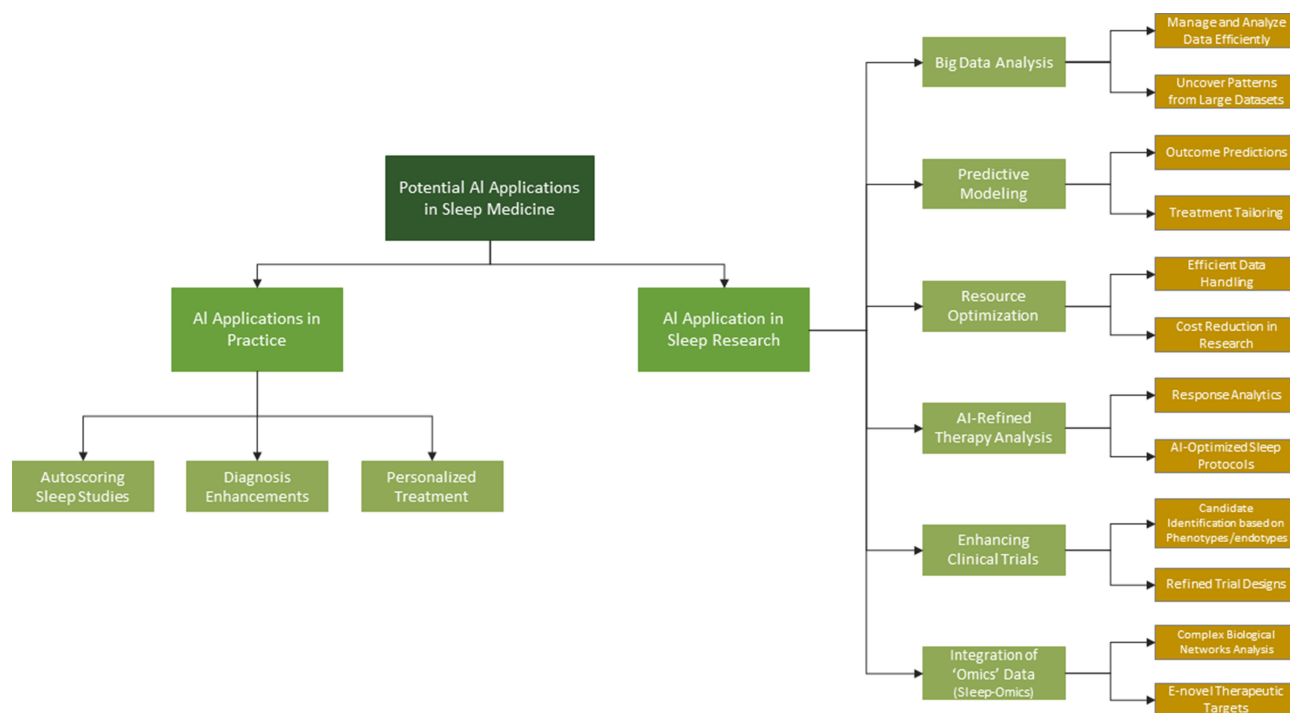 Potential AI Applications
in Sleep Medicine
AI Applications in
Practice
Autoscoring
Sleep Studies
Diagnosis
Enhancements
Personalized
Treatment
AI Application in
Sleep Research
Big Data Analysis
Manage and Analyze
Data Efficiently
Uncover Patterns
from Large Datasets
Predictive
Modeling
Outcome Predictions
Treatment Tailoring
Resource
Optimization
Efficient Data
Handling
Cost Reduction in
Research
AI-Refined
Therapy Analysis
Response Analytics
AI-Optimized Sleep
Protocols
Enhancing
Clinical Trials
Candidate
Identification based on
Phenotypes/endotypes
Refined Trial Designs
Integration of
‘Omics’ Data
(Sleep-Omics)
Complex Biological
Networks Analysis
E-novel Therapeutic
Targets